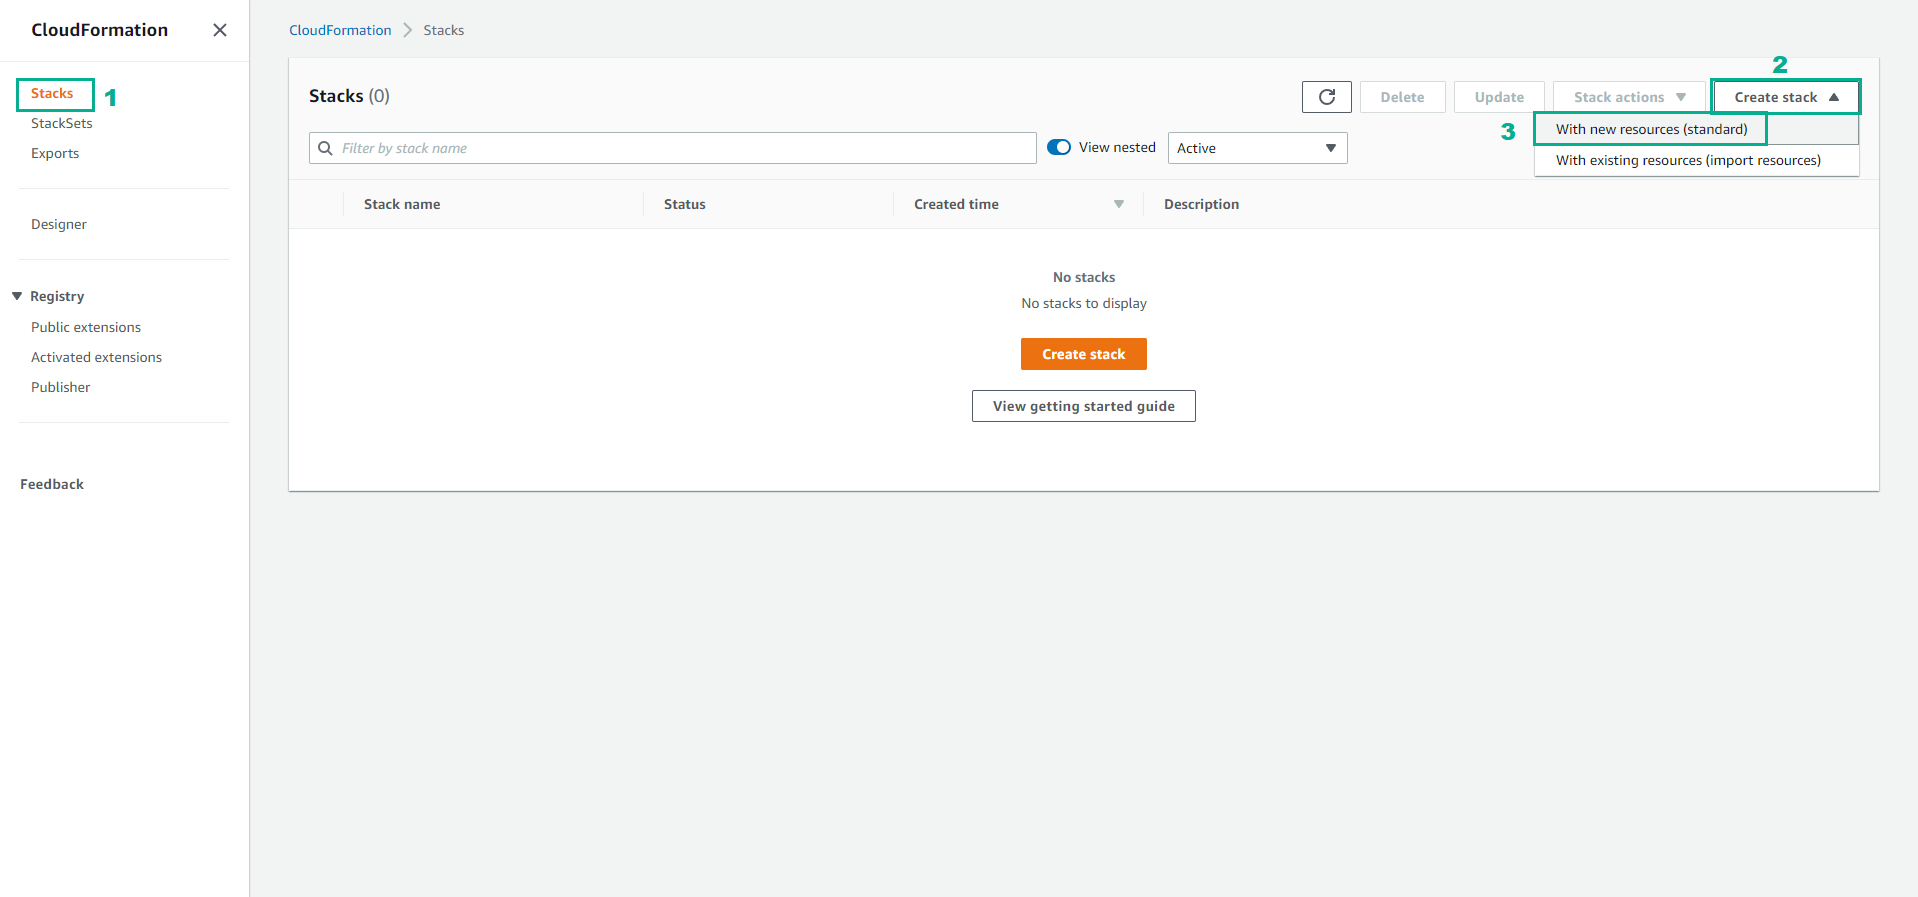 CloudFormation
Stacks
1
StackSets
Exports
Designer
Registry
Public extensions
Activated extensions
Publisher
Feedback
CloudFormation Stacks
2
Stacks (0)
Delete Update Stack actions Create stack
3
With new resources (standard)
With existing resources (import resources)
Filter by stack name View nested Active
Stack name Status Created time Description
No stacks
No stacks to display
Create stack
View getting started guide